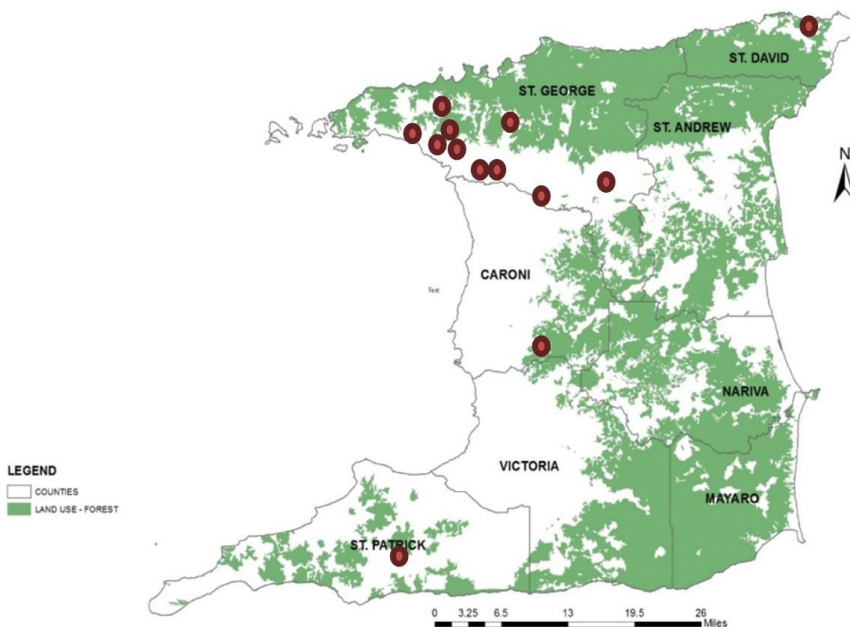 ST. DAVID
ST. GEORGE
ST. ANDREW
N
CARONI
Text
NARIVA
VICTORIA
MAYARO
LEGEND
COUNTIES
LAND USE - FOREST
ST. PATRICK
0 3.25 6.5 13 19.5 26
Miles